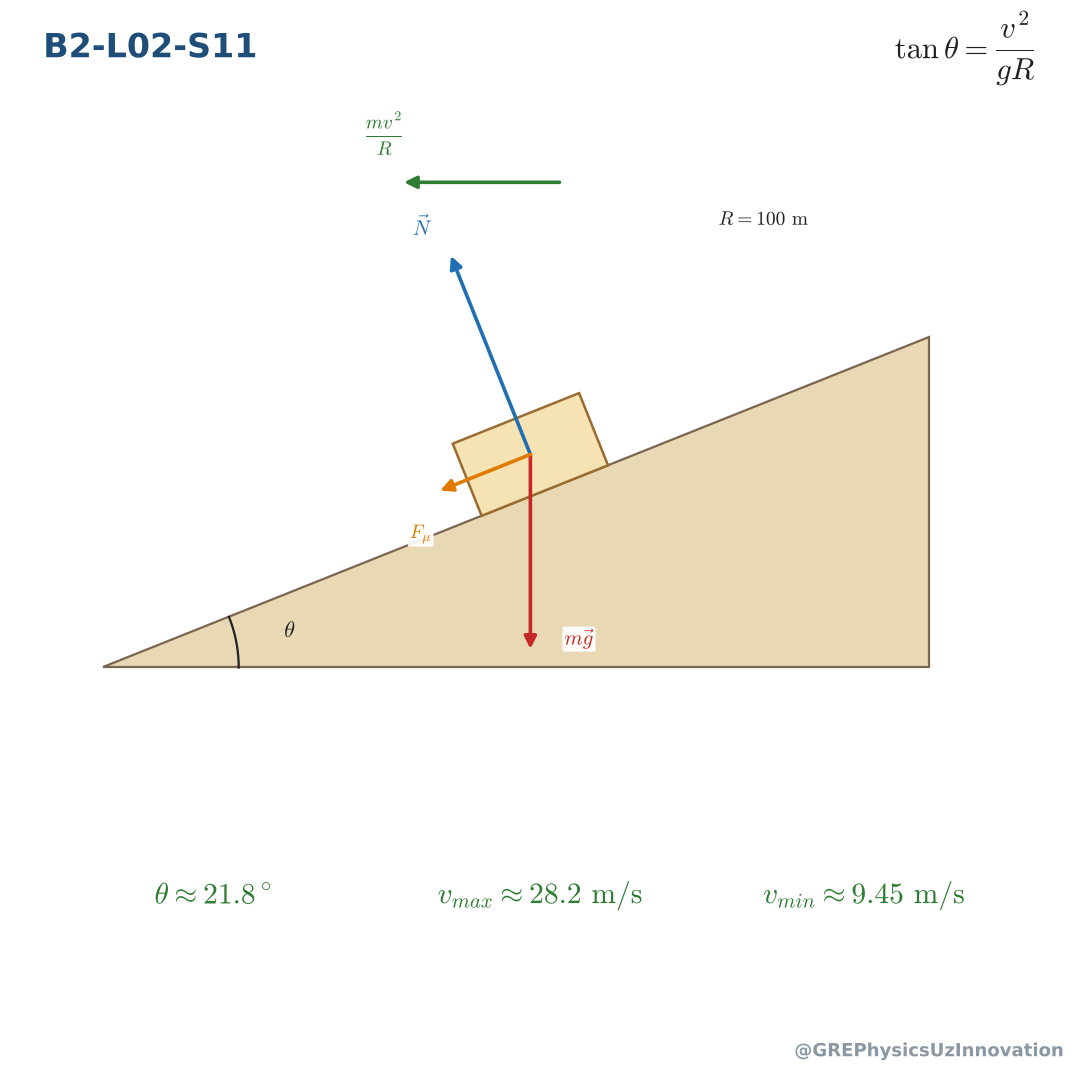 B2-L02-S11
tan θ = v²/gR
mv²/R
N⃗
R = 100 m
F_μ
θ
mg⃗
θ ≈ 21.8°
v_max ≈ 28.2 m/s
v_min ≈ 9.45 m/s
@GREPhysicsUzInnovation